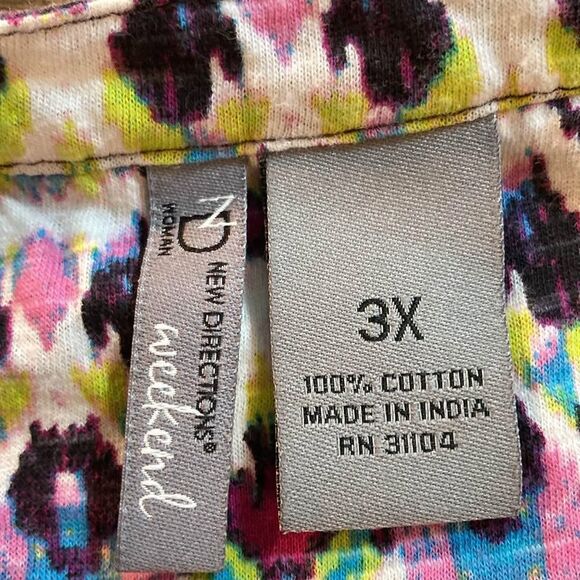 ND
WOMAN
NEW DIRECTIONS®
weekend
3X
100% COTTON
MADE IN INDIA
RN 31104